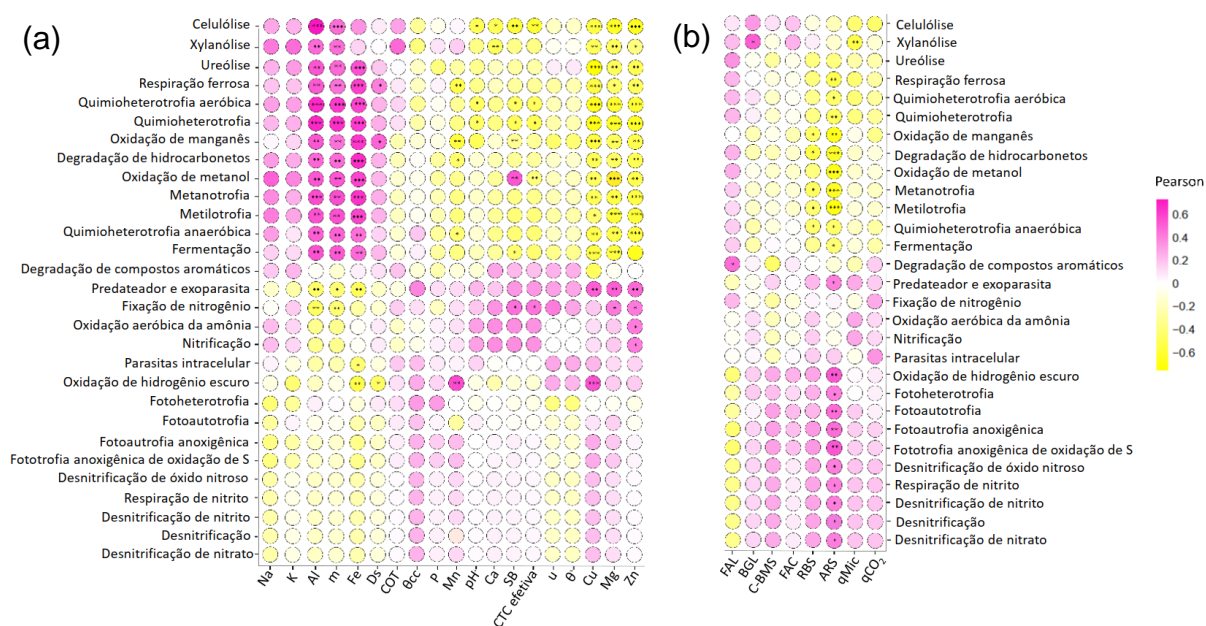 (a)
Celulólise
Xylanólise
Ureólise
Respiração ferrosa
Quimioheterotrofia aeróbica
Quimioheterotrofia
Oxidação de manganês
Degradação de hidrocarbonetos
Oxidação de metanol
Metanotrofia
Metilotrofia
Quimioheterotrofia anaeróbica
Fermentação
Degradação de compostos aromáticos
Predateador e exoparasita
Fixação de nitrogênio
Oxidação aeróbica da amônia
Nitrificação
Parasitas intracelular
Oxidação de hidrogênio escuro
Fotoheterotrofia
Fotoautotrofia
Fotoautrofia anoxigênica
Fototrofia anoxigênica de oxidação de S
Desnitrificação de óxido nitroso
Respiração de nitrito
Desnitrificação de nitrito
Desnitrificação
Desnitrificação de nitrato
Na
K
Al
m
Fe
Ds
COT
θcc
P
Mn
pH
Ca
SB
CTC efetiva
u
θ
Cu
Mg
Zn
(b)
Celulólise
Xylanólise
Ureólise
Respiração ferrosa
Quimioheterotrofia aeróbica
Quimioheterotrofia
Oxidação de manganês
Degradação de hidrocarbonetos
Oxidação de metanol
Metanotrofia
Metilotrofia
Quimioheterotrofia anaeróbica
Fermentação
Degradação de compostos aromáticos
Predateador e exoparasita
Fixação de nitrogênio
Oxidação aeróbica da amônia
Nitrificação
Parasitas intracelular
Oxidação de hidrogênio escuro
Fotoheterotrofia
Fotoautotrofia
Fotoautrofia anoxigênica
Fototrofia anoxigênica de oxidação de S
Desnitrificação de óxido nitroso
Respiração de nitrito
Desnitrificação de nitrito
Desnitrificação
Desnitrificação de nitrato
FAL
BGL
C-BMS
FAC
RBS
ARS
qMic
qCO₂
Pearson
0.6
0.4
0.2
0
−0.2
−0.4
−0.6